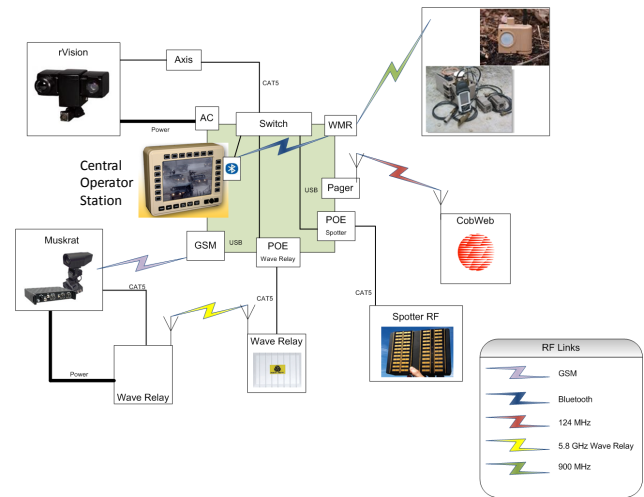 rVision
Axis
CAT5
AC
Switch
WMR
Power
Central
Operator
Station
USB
Pager
POE
Spotter
CobWeb
Muskrat
GSM
USB
POE
Wave Relay
CAT5
CAT5
CAT5
Spotter RF
Wave Relay
Power
Wave Relay
RF Links
GSM
Bluetooth
124 MHz
5.8 GHz Wave Relay
900 MHz